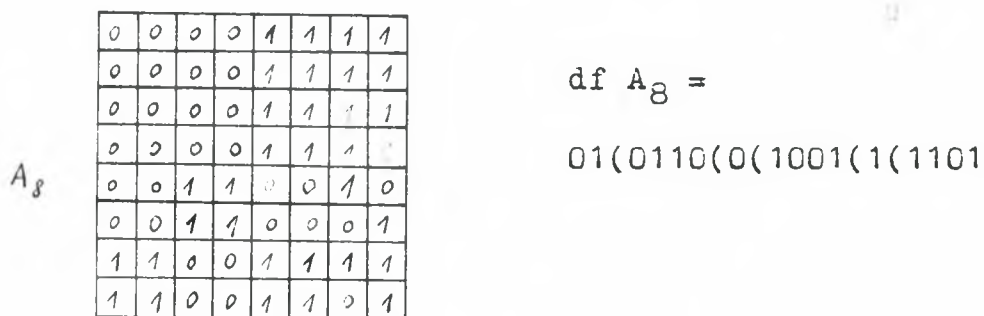 0 0 0 0 1 1 1 1
0 0 0 0 1 1 1 1
0 0 0 0 1 1 1 1
0 0 0 0 1 1 1
0 0 1 1 0 0 1 0
0 0 1 1 0 0 0 1
1 1 0 0 1 1 1 1
1 1 0 0 1 1 0 1
A8
df A8 =
01(0110(0(1001(1(1101